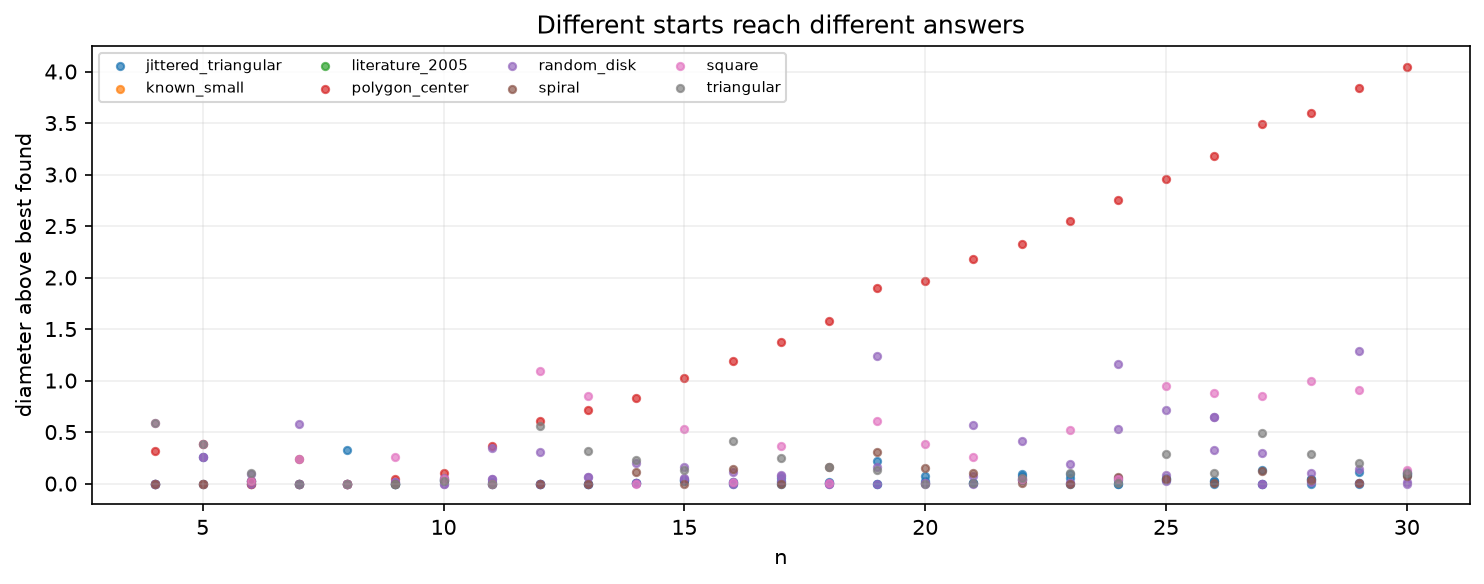 Different starts reach different answers
jittered_triangular
known_small
literature_2005
polygon_center
random_disk
spiral
square
triangular
diameter above best found
4.0
3.5
3.0
2.5
2.0
1.5
1.0
0.5
0.0
5 10 15 20 25 30
n